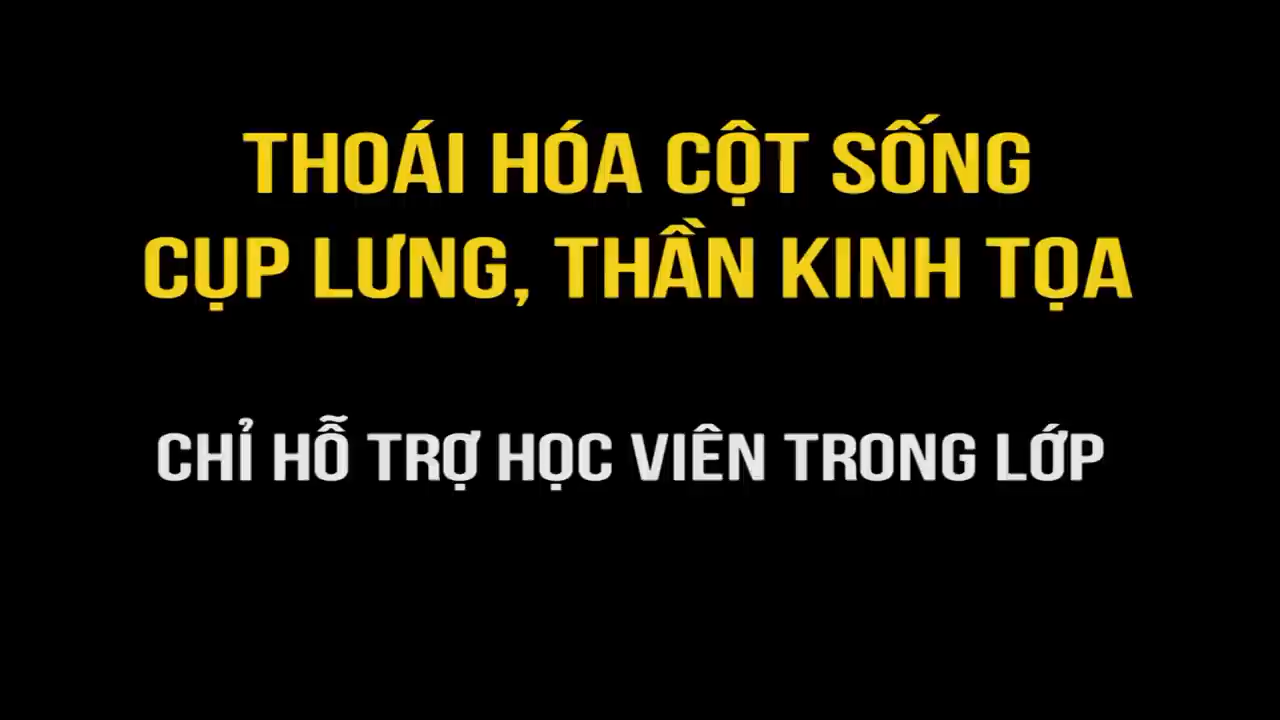 THOÁI HÓA CỘT SỐNG
CỤP LƯNG, THẦN KINH TỌA
CHỈ HỖ TRỢ HỌC VIÊN TRONG LỚP